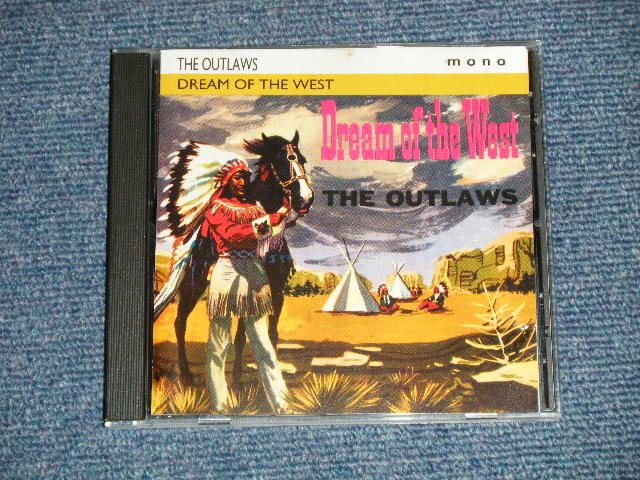 THE OUTLAWS
mono
DREAM OF THE WEST
Dream of the West
THE OUTLAWS